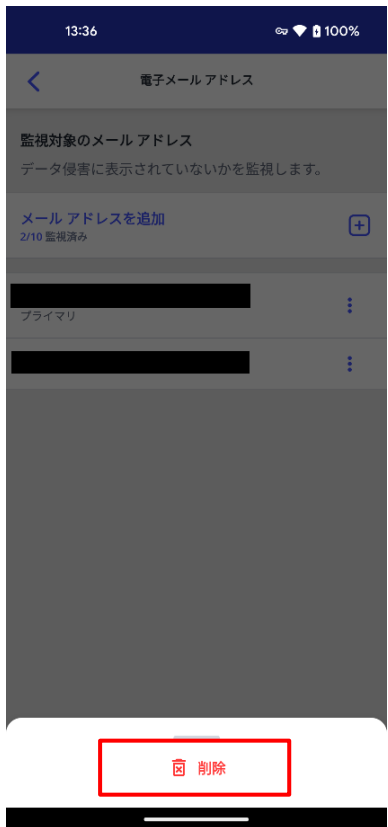 13:36
100%
電子メール アドレス
監視対象のメール アドレス
データ侵害に表示されていないかを監視します。
メール アドレスを追加
2/10 監視済み
プライマリ
削除